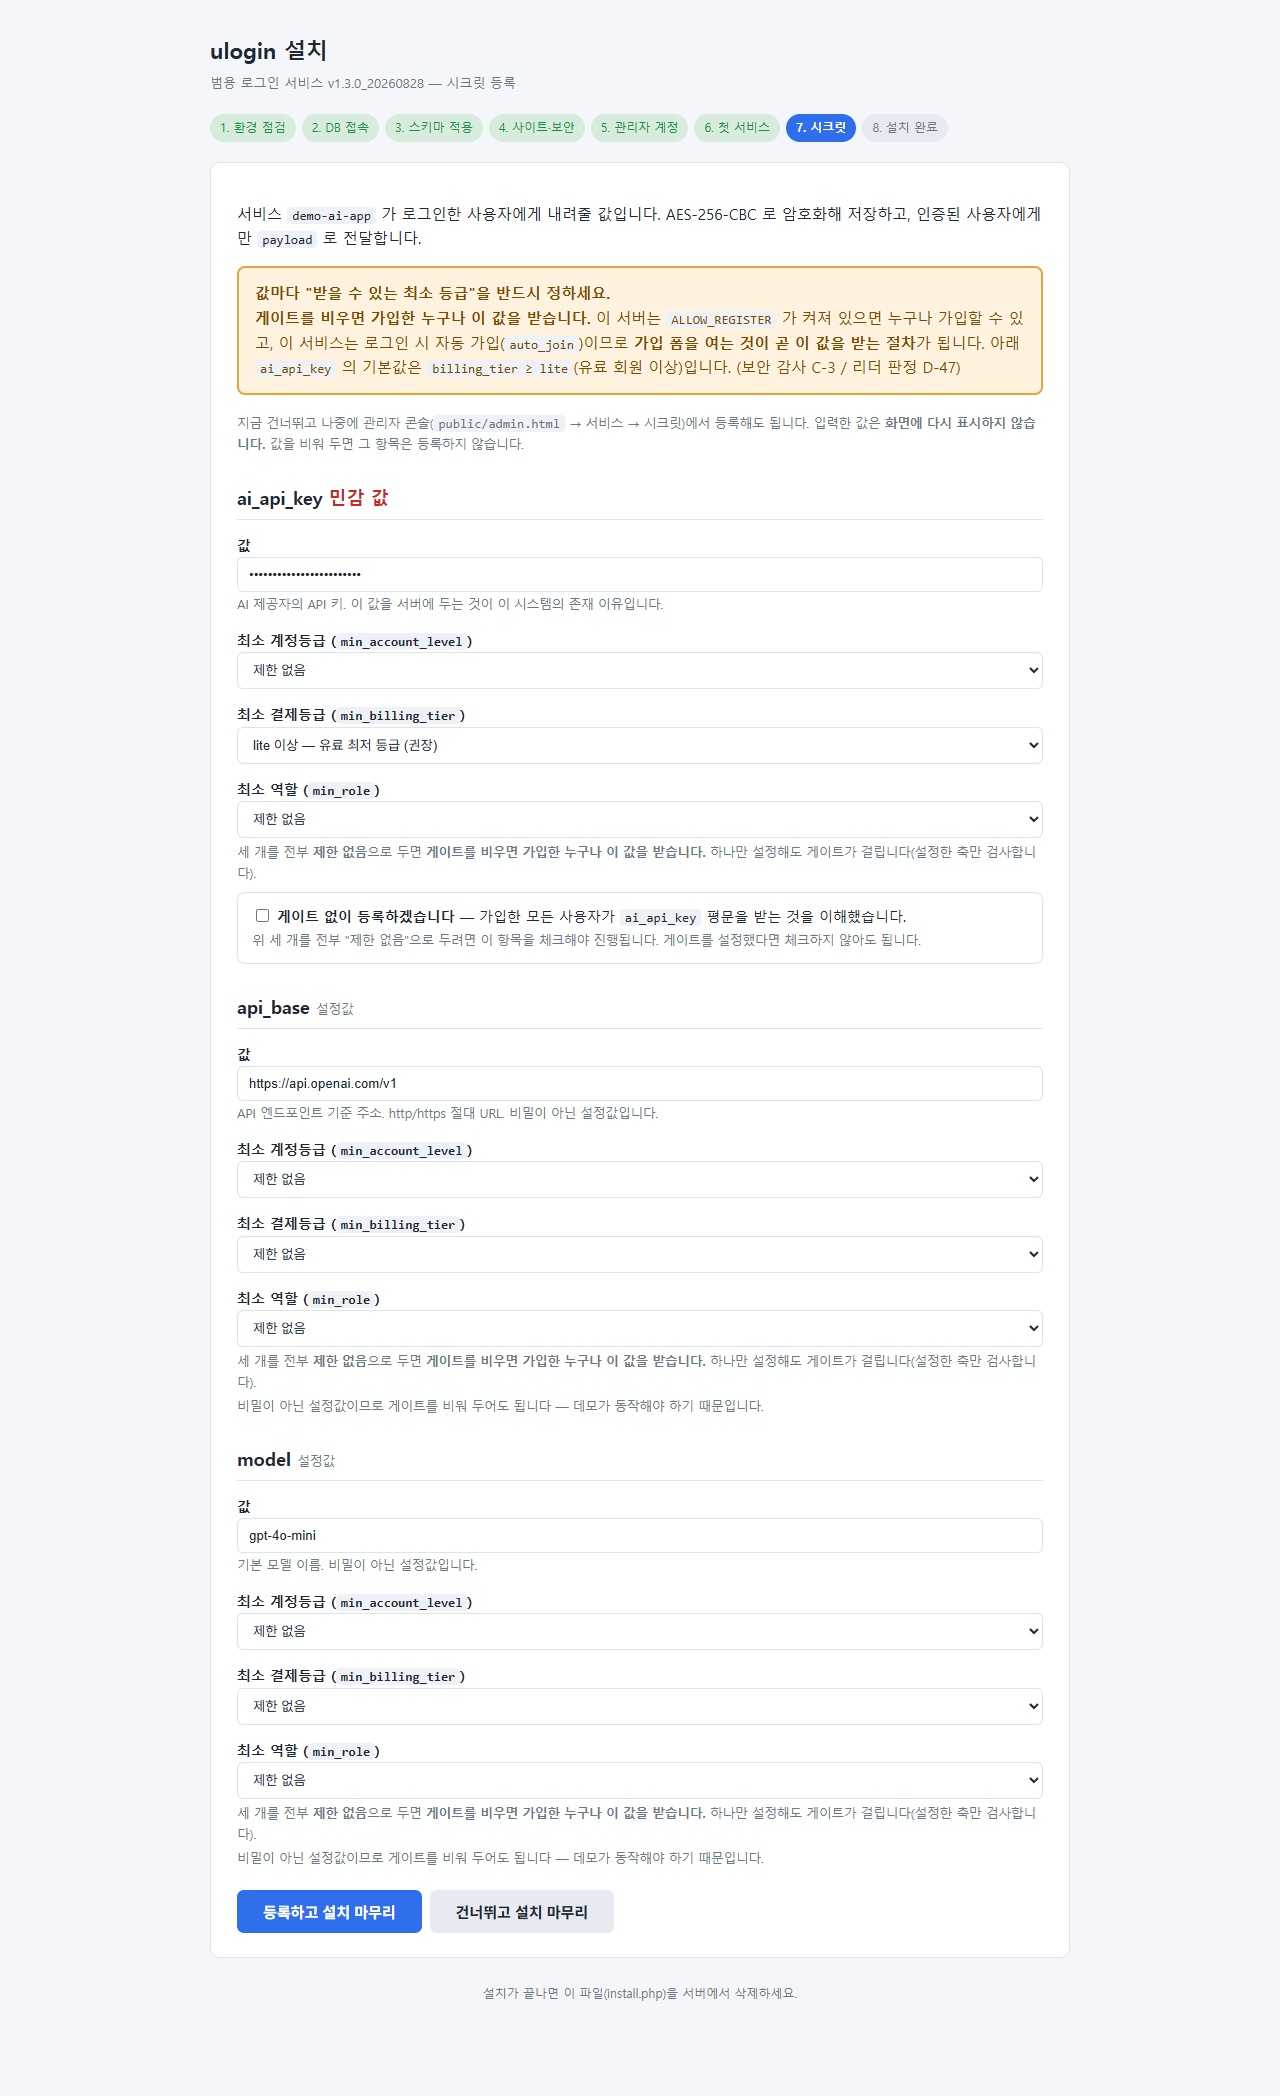 ulogin 설치
범용 로그인 서비스 v1.3.0_20260828 — 시크릿 등록
1. 환경 점검
2. DB 접속
3. 스키마 적용
4. 사이트·보안
5. 관리자 계정
6. 첫 서비스
7. 시크릿
8. 설치 완료
서비스 demo-ai-app 가 로그인한 사용자에게 내려줄 값입니다. AES-256-CBC 로 암호화해 저장하고, 인증된 사용자에게
만 payload 로 전달합니다.
값마다 "받을 수 있는 최소 등급"을 반드시 정하세요.
게이트를 비우면 가입한 누구나 이 값을 받습니다. 이 서버는 ALLOW_REGISTER 가 켜져 있으면 누구나 가입할 수 있
고, 이 서비스는 로그인 시 자동 가입( auto_join )이므로 가입 폼을 여는 것이 곧 이 값을 받는 절차가 됩니다. 아래
ai_api_key 의 기본값은 billing_tier ≥ lite (유료 회원 이상)입니다. (보안 감사 C-3 / 리더 판정 D-47)
지금 건너뛰고 나중에 관리자 콘솔( public/admin.html → 서비스 → 시크릿)에서 등록해도 됩니다. 입력한 값은 화면에 다시 표시하지 않습
니다. 값을 비워 두면 그 항목은 등록하지 않습니다.
ai_api_key 민감 값
값
••••••••••••••••••••••••
AI 제공자의 API 키. 이 값을 서버에 두는 것이 이 시스템의 존재 이유입니다.
최소 계정등급 ( min_account_level )
제한 없음
최소 결제등급 ( min_billing_tier )
lite 이상 — 유료 최저 등급 (권장)
최소 역할 ( min_role )
제한 없음
세 개를 전부 제한 없음으로 두면 게이트를 비우면 가입한 누구나 이 값을 받습니다. 하나만 설정해도 게이트가 걸립니다(설정한 축만 검사합니
다).
게이트 없이 등록하겠습니다 — 가입한 모든 사용자가 ai_api_key 평문을 받는 것을 이해했습니다.
위 세 개를 전부 "제한 없음"으로 두려면 이 항목을 체크해야 진행됩니다. 게이트를 설정했다면 체크하지 않아도 됩니다.
api_base 설정값
값
https://api.openai.com/v1
API 엔드포인트 기준 주소. http/https 절대 URL. 비밀이 아닌 설정값입니다.
최소 계정등급 ( min_account_level )
제한 없음
최소 결제등급 ( min_billing_tier )
제한 없음
최소 역할 ( min_role )
제한 없음
세 개를 전부 제한 없음으로 두면 게이트를 비우면 가입한 누구나 이 값을 받습니다. 하나만 설정해도 게이트가 걸립니다(설정한 축만 검사합니
다).
비밀이 아닌 설정값이므로 게이트를 비워 두어도 됩니다 — 데모가 동작해야 하기 때문입니다.
model 설정값
값
gpt-4o-mini
기본 모델 이름. 비밀이 아닌 설정값입니다.
최소 계정등급 ( min_account_level )
제한 없음
최소 결제등급 ( min_billing_tier )
제한 없음
최소 역할 ( min_role )
제한 없음
세 개를 전부 제한 없음으로 두면 게이트를 비우면 가입한 누구나 이 값을 받습니다. 하나만 설정해도 게이트가 걸립니다(설정한 축만 검사합니
다).
비밀이 아닌 설정값이므로 게이트를 비워 두어도 됩니다 — 데모가 동작해야 하기 때문입니다.
등록하고 설치 마무리
건너뛰고 설치 마무리
설치가 끝나면 이 파일(install.php)을 서버에서 삭제하세요.